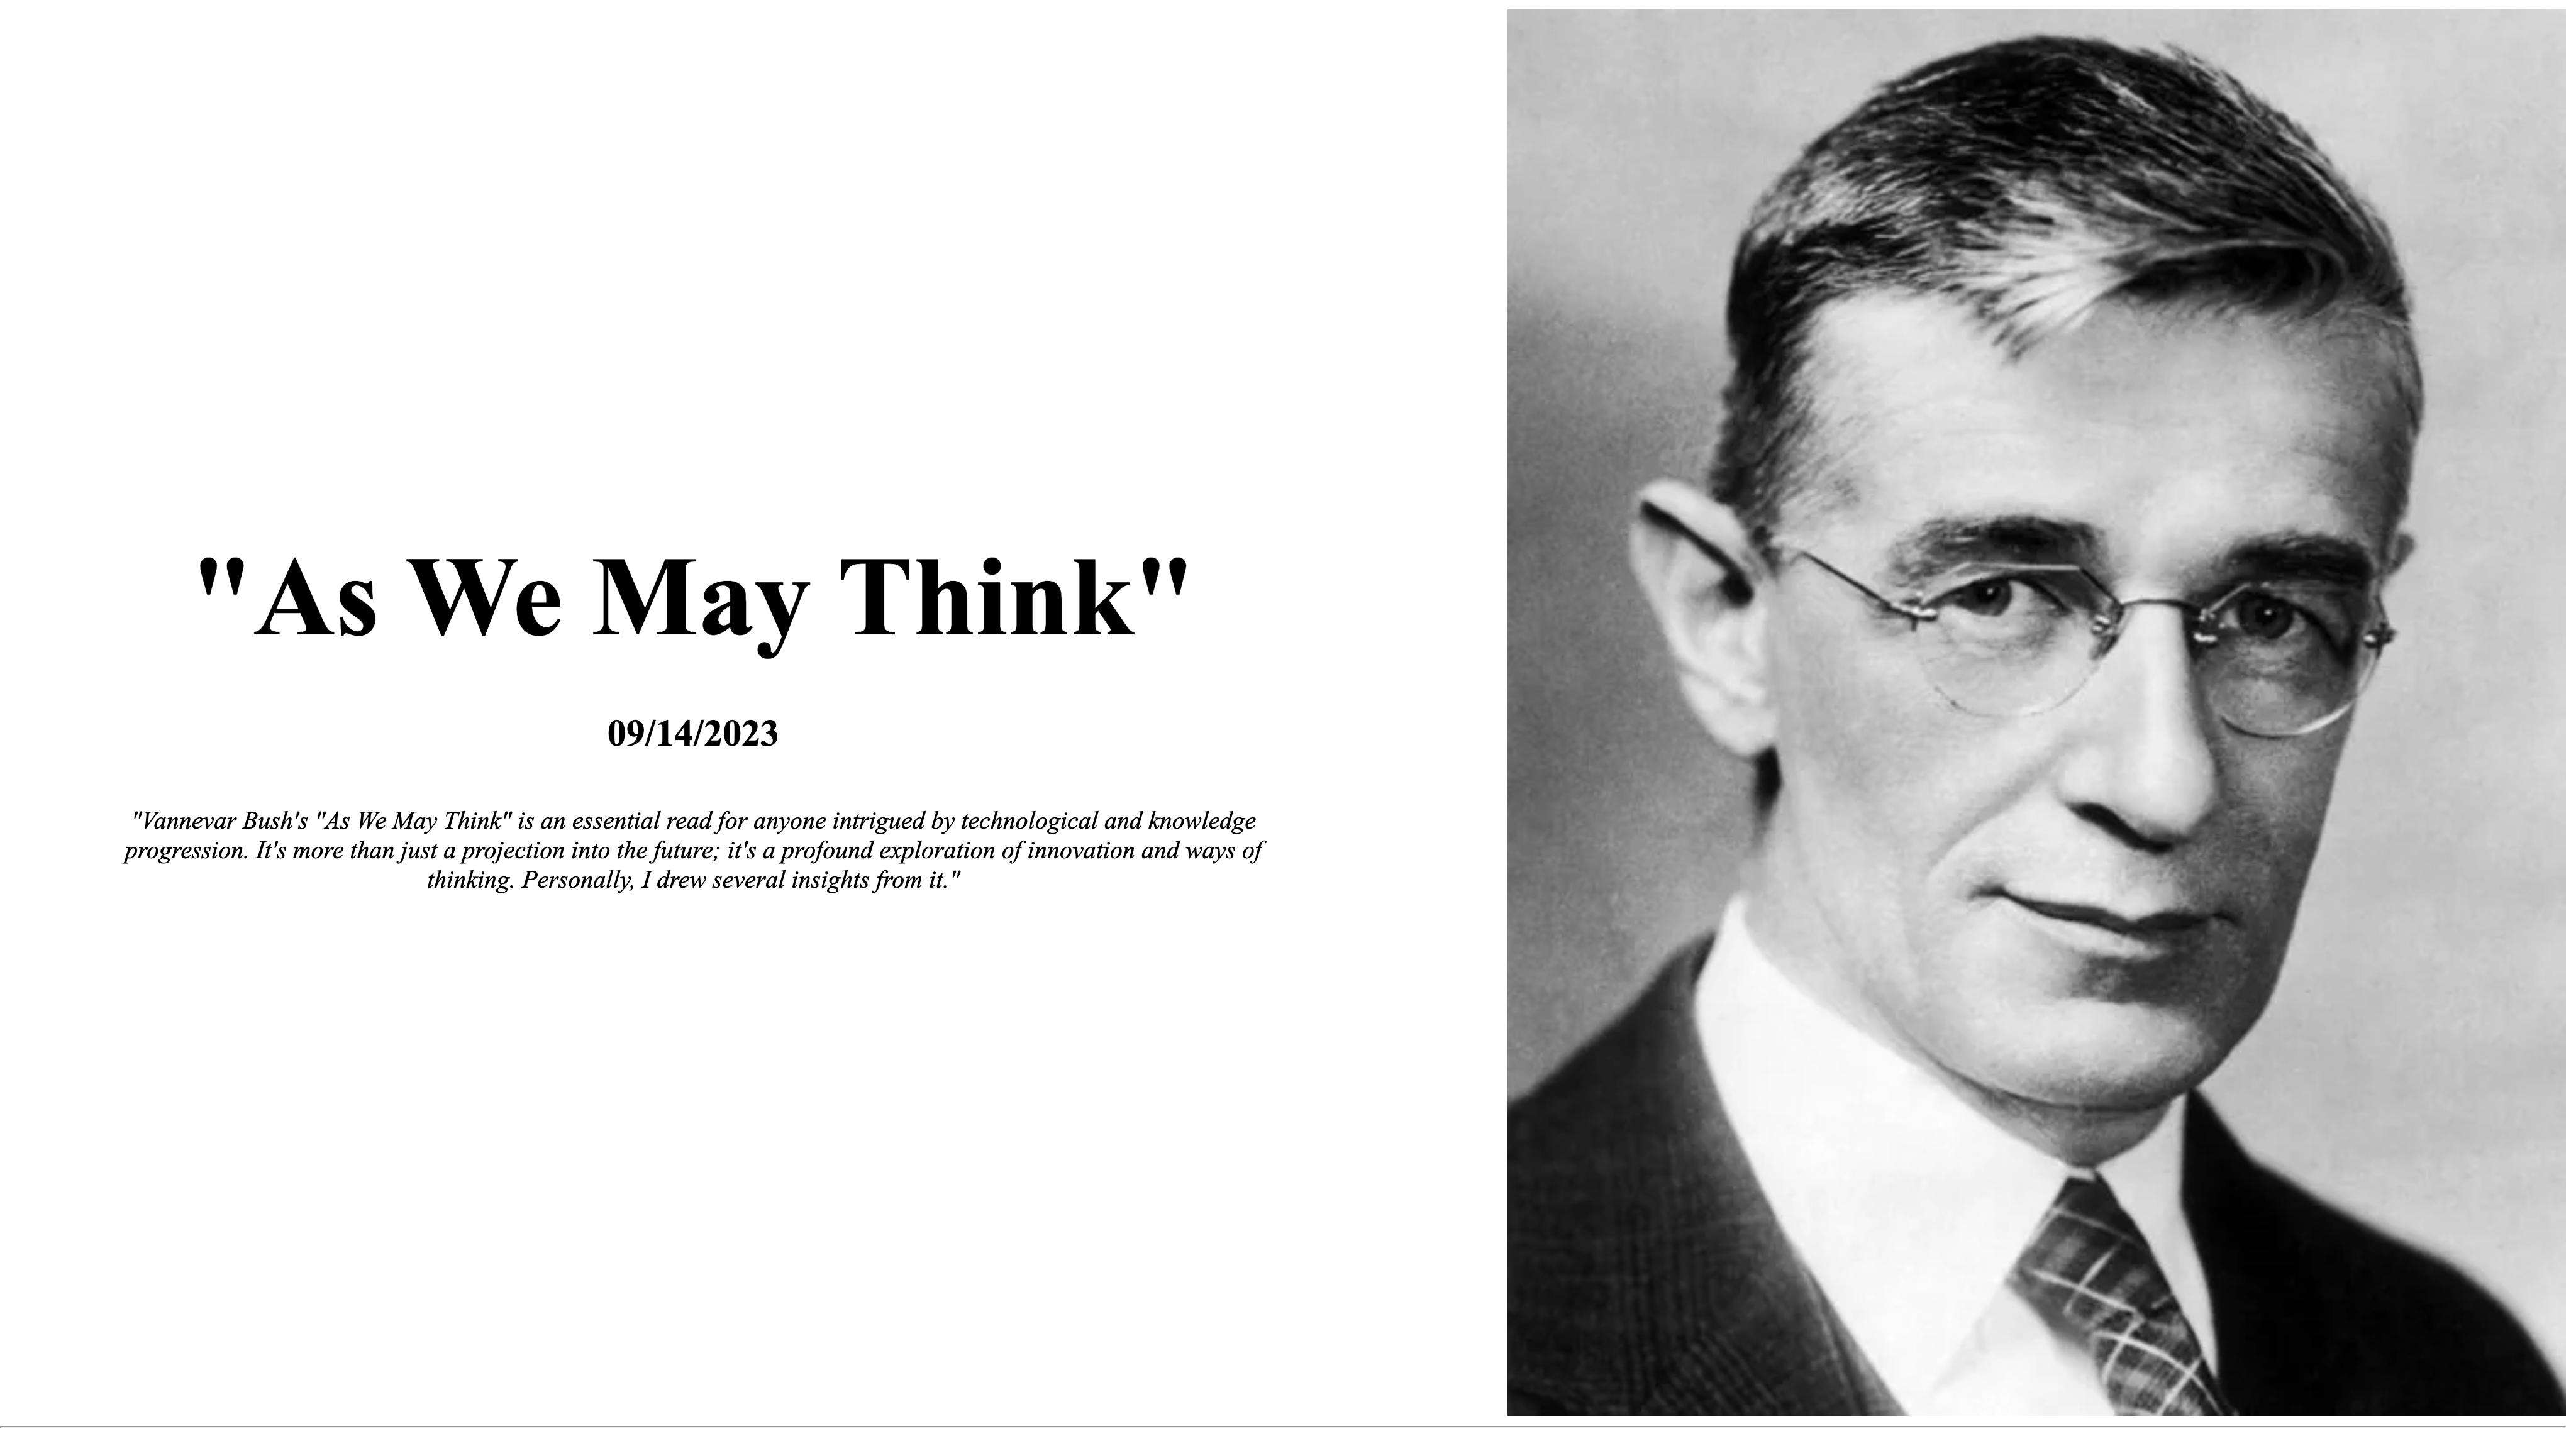 "As We May Think"
09/14/2023
"Vannevar Bush's "As We May Think" is an essential read for anyone intrigued by technological and knowledge
progression. It's more than just a projection into the future; it's a profound exploration of innovation and ways of
thinking. Personally, I drew several insights from it."